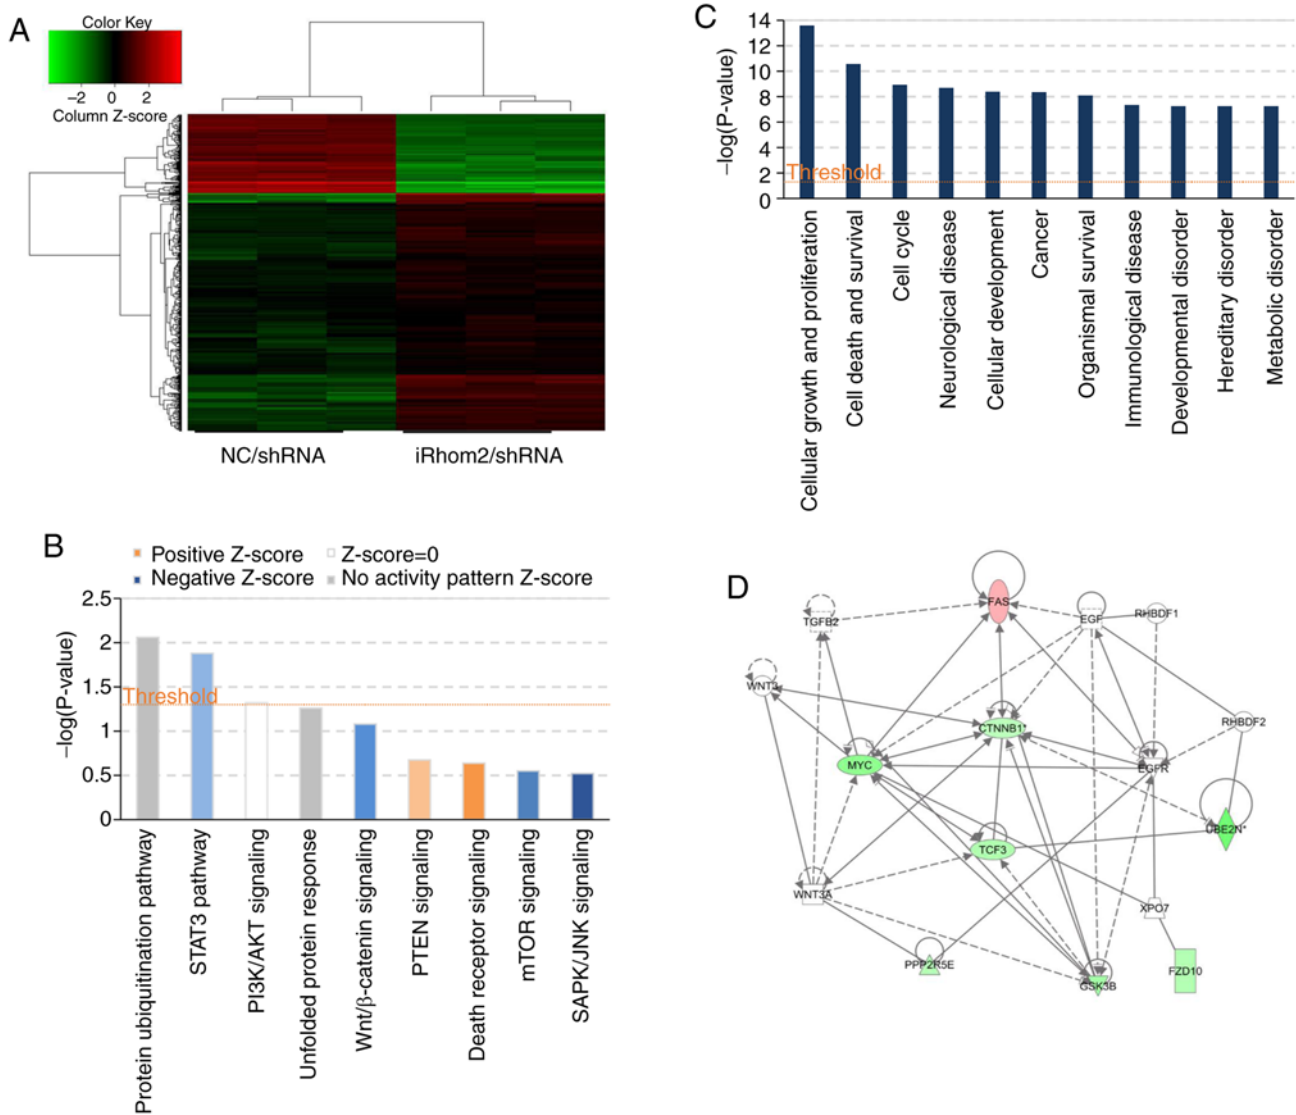 A
Color Key
−2 0 2
Column Z-score
NC/shRNA
iRhom2/shRNA
B
Positive Z-score
Z-score=0
Negative Z-score
No activity pattern Z-score
−log(P-value)
2.5
2
1.5
1
0.5
0
Threshold
Protein ubiquitination pathway
STAT3 pathway
PI3K/AKT signaling
Unfolded protein response
Wnt/β-catenin signaling
PTEN signaling
Death receptor signaling
mTOR signaling
SAPK/JNK signaling
C
−log(P-value)
14
12
10
8
6
4
2
0
Threshold
Cellular growth and proliferation
Cell death and survival
Cell cycle
Neurological disease
Cellular development
Cancer
Organismal survival
Immunological disease
Developmental disorder
Hereditary disorder
Metabolic disorder
D
FAS
TGFB2
EGF
RHBDF1
WNT3
CTNNB1*
RHBDF2
MYC
EGFR
UBE2N*
TCF3
WNT3A
XPO7
PPP2R5E
GSK3B
FZD10